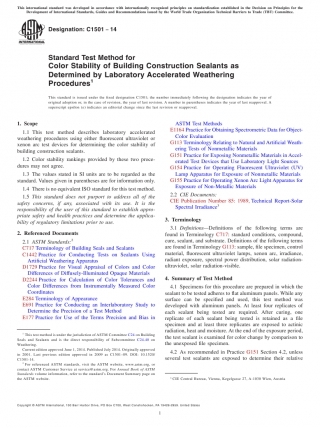 This international standard was developed in accordance with internationally recognized principles on standardization established in the Decision on Principles for the
Development of International Standards, Guides and Recommendations issued by the World Trade Organization Technical Barriers to Trade (TBT) Committee.
Designation: C1501 − 14
Standard Test Method for
Color Stability of Building Construction Sealants as
Determined by Laboratory Accelerated Weathering
Procedures1
This standard is issued under the fixed designation C1501; the number immediately following the designation indicates the year of
original adoption or, in the case of revision, the year of last revision. A number in parentheses indicates the year of last reapproval. A
superscript epsilon (ε) indicates an editorial change since the last revision or reapproval.
1. Scope
1.1 This test method describes laboratory accelerated
weathering procedures using either fluorescent ultraviolet or
xenon arc test devices for determining the color stability of
building construction sealants.
1.2 Color stability rankings provided by these two proce-
dures may not agree.
1.3 The values stated in SI units are to be regarded as the
standard. Values given in parentheses are for information only.
1.4 There is no equivalent ISO standard for this test method.
1.5 This standard does not purport to address all of the
safety concerns, if any, associated with its use. It is the
responsibility of the user of this standard to establish appro-
priate safety and health practices and determine the applica-
bility of regulatory limitations prior to use.
2. Referenced Documents
2.1 ASTM Standards:2
C717 Terminology of Building Seals and Sealants
C1442 Practice for Conducting Tests on Sealants Using
Artificial Weathering Apparatus
D1729 Practice for Visual Appraisal of Colors and Color
Differences of Diffusely-Illuminated Opaque Materials
D2244 Practice for Calculation of Color Tolerances and
Color Differences from Instrumentally Measured Color
Coordinates
E284 Terminology of Appearance
E691 Practice for Conducting an Interlaboratory Study to
Determine the Precision of a Test Method
E177 Practice for Use of the Terms Precision and Bias in
1 This test method is under the jurisdiction of ASTM Committee C24 on Building
Seals and Sealants and is the direct responsibility of Subcommittee C24.40 on
Weathering.
Current edition approved June 1, 2014. Published July 2014. Originally approved
in 2001. Last previous edition approved in 2009 as C1501–09. DOI: 10.1520/
C1501-14.
2 For referenced ASTM standards, visit the ASTM website, www.astm.org, or
contact ASTM Customer Service at service@astm.org. For Annual Book of ASTM
Standards volume information, refer to the standard's Document Summary page on
the ASTM website.
ASTM Test Methods
E1164 Practice for Obtaining Spectrometric Data for Object-
Color Evaluation
G113 Terminology Relating to Natural and Artificial Weath-
ering Tests of Nonmetallic Materials
G151 Practice for Exposing Nonmetallic Materials in Accel-
erated Test Devices that Use Laboratory Light Sources
G154 Practice for Operating Fluorescent Ultraviolet (UV)
Lamp Apparatus for Exposure of Nonmetallic Materials
G155 Practice for Operating Xenon Arc Light Apparatus for
Exposure of Non-Metallic Materials
2.2 CIE Documents:
CIE Publication Number 85: 1989, Technical Report-Solar
Spectral Irradiance3
3. Terminology
3.1 Definitions—Definitions of the following terms are
found in Terminology C717: standard conditions, compound,
cure, sealant, and substrate. Definitions of the following terms
are found in Terminology G113: sample, file specimen, control
material, fluorescent ultraviolet lamps, xenon arc, irradiance,
radiant exposure, spectral power distribution, solar radiation-
ultraviolet, solar radiation-visible.
4. Summary of Test Method
4.1 Specimens for this procedure are prepared in which the
sealant to be tested adheres to flat aluminum panels. While any
surface can be specified and used, this test method was
developed with aluminum panels. At least four replicates of
each sealant being tested are required. After curing, one
replicate of each sealant being tested is retained as a file
specimen and at least three replicates are exposed to actinic
radiation, heat and moisture. At the end of the exposure period,
the test sealant is examined for color change by comparison to
the unexposed file specimen.
4.2 As recommended in Practice G151 Section 4.2, unless
several test sealants are exposed to determine their relative
3 CIE Central Bureau, Vienna, Kegelgasse 27, A-1030 Wien, Austria.
Copyright © ASTM International, 100 Barr Harbor Drive, PO Box C700, West Conshohocken, PA 19428-2959. United States
1